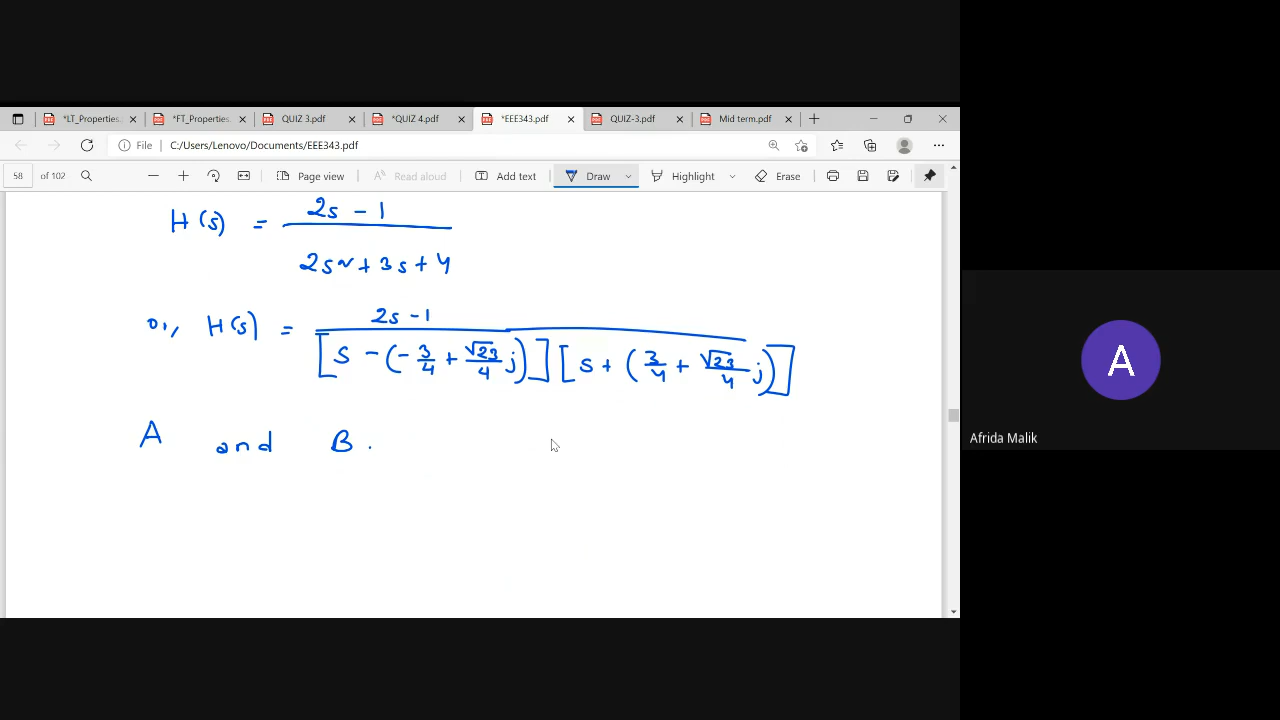 *LT_Properties. *FT_Properties. QUIZ 3.pdf *QUIZ 4.pdf *EEE343.pdf QUIZ-3.pdf Mid term.pdf
File C:/Users/Lenovo/Documents/EEE343.pdf
58 of 102 Page view Read aloud Add text Draw Highlight Erase
H(s) = 2s - 1 / 2s² + 3s + 4
or, H(s) = 2s - 1 / [s - (-3/4 + √23/4 j)] [s + (3/4 + √23/4 j)]
A and B.
A
Afrida Malik